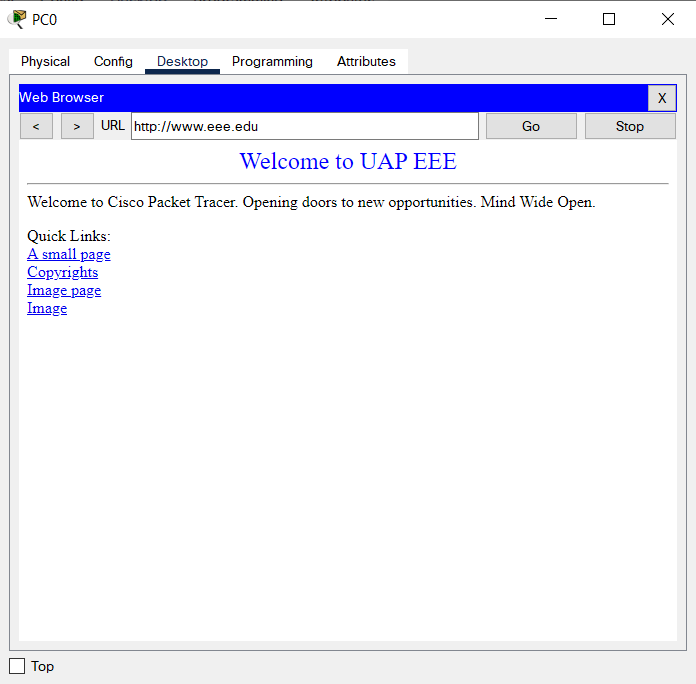 PC0
Physical Config Desktop Programming Attributes
Web Browser X
< > URL http://www.eee.edu Go Stop
Welcome to UAP EEE
Welcome to Cisco Packet Tracer. Opening doors to new opportunities. Mind Wide Open.
Quick Links:
A small page
Copyrights
Image page
Image
Top